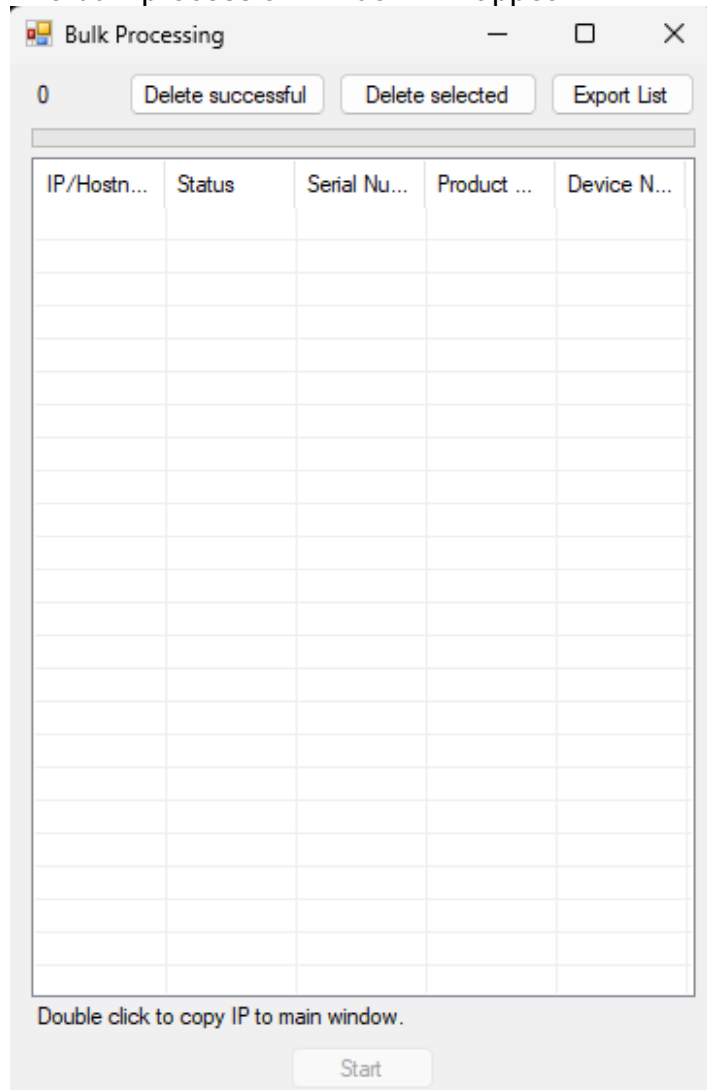 Bulk Processing
0 Delete successful Delete selected Export List
IP/Hostn... Status Serial Nu... Product ... Device N...
Double click to copy IP to main window.
Start